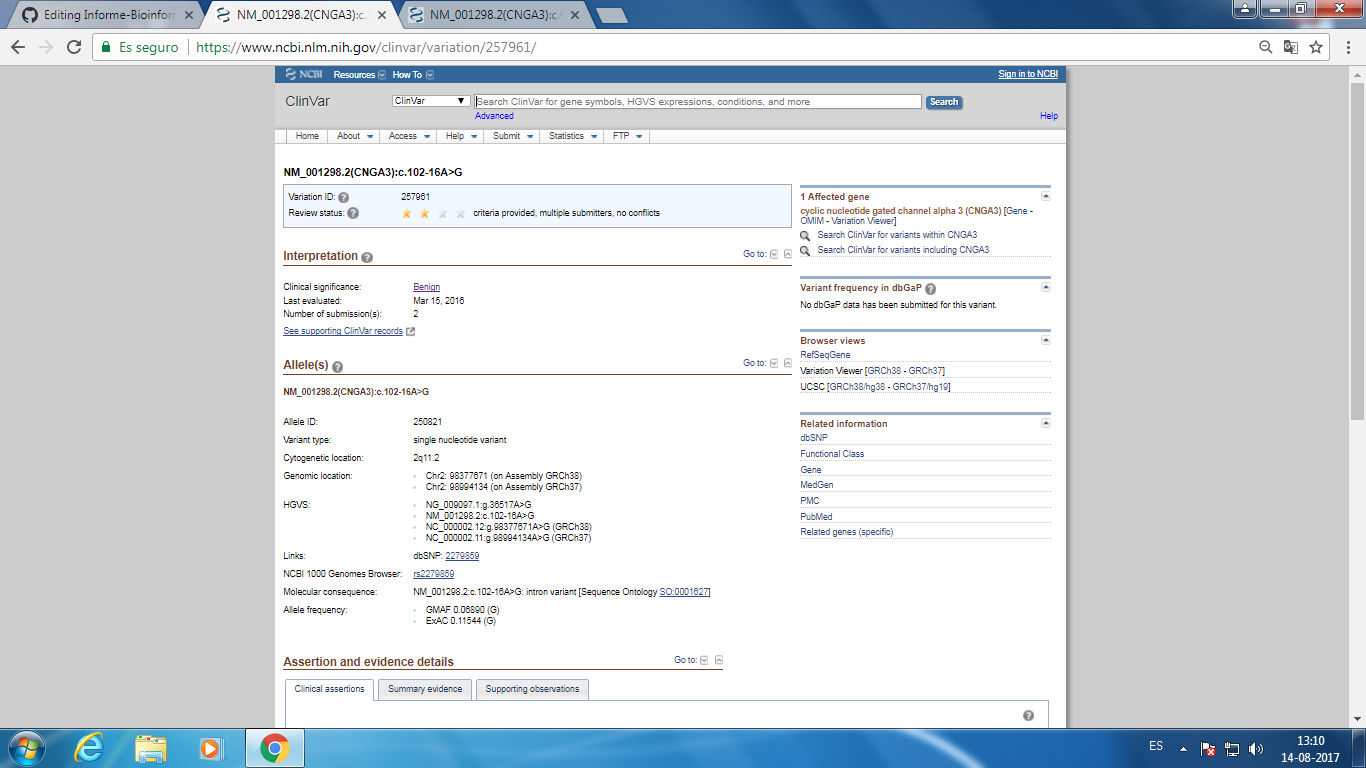 Editing Informe-Bioinfor
NM_001298.2(CNGA3):c.1
NM_001298.2(CNGA3):c.
Es seguro
https://www.ncbi.nlm.nih.gov/clinvar/variation/257961/
NCBI Resources How To
Sign in to NCBI
ClinVar
ClinVar
Search ClinVar for gene symbols, HGVS expressions, conditions, and more
Search
Advanced
Help
Home About Access Help Submit Statistics FTP
NM_001298.2(CNGA3):c.102-16A>G
Variation ID: 257961
Review status: criteria provided, multiple submitters, no conflicts
Interpretation
Go to:
Clinical significance: Benign
Last evaluated: Mar 15, 2016
Number of submission(s): 2
See supporting ClinVar records
Allele(s)
Go to:
NM_001298.2(CNGA3):c.102-16A>G
Allele ID: 250821
Variant type: single nucleotide variant
Cytogenetic location: 2q11.2
Genomic location: Chr2: 98377671 (on Assembly GRCh38)
Chr2: 98994134 (on Assembly GRCh37)
HGVS: NG_009097.1:g.36517A>G
NM_001298.2:c.102-16A>G
NC_000002.12:g.98377671A>G (GRCh38)
NC_000002.11:g.98994134A>G (GRCh37)
Links: dbSNP: 2279859
NCBI 1000 Genomes Browser: rs2279859
Molecular consequence: NM_001298.2:c.102-16A>G: intron variant [Sequence Ontology SO:0001627]
Allele frequency: GMAF 0.06890 (G)
ExAC 0.11544 (G)
Assertion and evidence details
Go to:
Clinical assertions Summary evidence Supporting observations
1 Affected gene
cyclic nucleotide gated channel alpha 3 (CNGA3) [Gene -
OMIM - Variation Viewer]
Search ClinVar for variants within CNGA3
Search ClinVar for variants including CNGA3
Variant frequency in dbGaP
No dbGaP data has been submitted for this variant.
Browser views
RefSeqGene
Variation Viewer [GRCh38 - GRCh37]
UCSC [GRCh38/hg38 - GRCh37/hg19]
Related information
dbSNP
Functional Class
Gene
MedGen
PMC
PubMed
Related genes (specific)
ES
13:10
14-08-2017